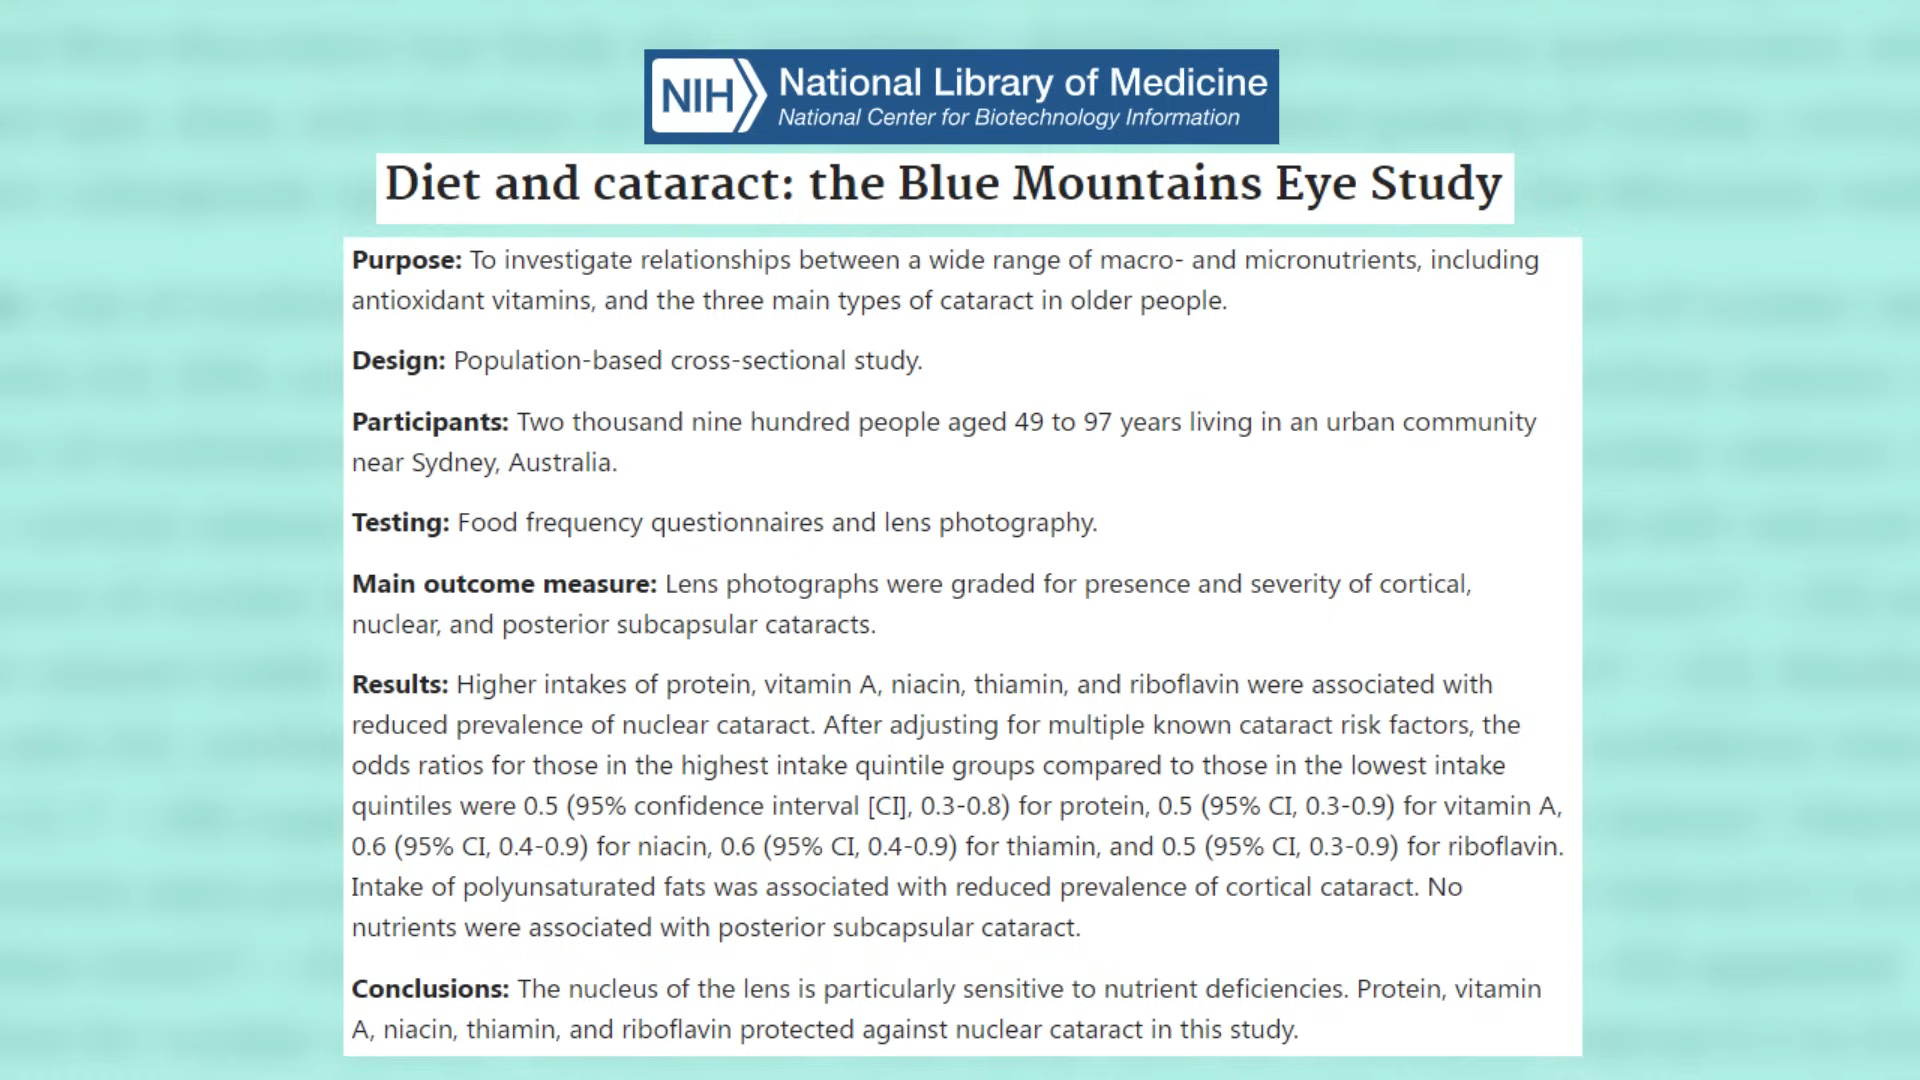 NIH National Library of Medicine
National Center for Biotechnology Information
Diet and cataract: the Blue Mountains Eye Study
Purpose: To investigate relationships between a wide range of macro- and micronutrients, including
antioxidant vitamins, and the three main types of cataract in older people.
Design: Population-based cross-sectional study.
Participants: Two thousand nine hundred people aged 49 to 97 years living in an urban community
near Sydney, Australia.
Testing: Food frequency questionnaires and lens photography.
Main outcome measure: Lens photographs were graded for presence and severity of cortical,
nuclear, and posterior subcapsular cataracts.
Results: Higher intakes of protein, vitamin A, niacin, thiamin, and riboflavin were associated with
reduced prevalence of nuclear cataract. After adjusting for multiple known cataract risk factors, the
odds ratios for those in the highest intake quintile groups compared to those in the lowest intake
quintiles were 0.5 (95% confidence interval [CI], 0.3-0.8) for protein, 0.5 (95% CI, 0.3-0.9) for vitamin A,
0.6 (95% CI, 0.4-0.9) for niacin, 0.6 (95% CI, 0.4-0.9) for thiamin, and 0.5 (95% CI, 0.3-0.9) for riboflavin.
Intake of polyunsaturated fats was associated with reduced prevalence of cortical cataract. No
nutrients were associated with posterior subcapsular cataract.
Conclusions: The nucleus of the lens is particularly sensitive to nutrient deficiencies. Protein, vitamin
A, niacin, thiamin, and riboflavin protected against nuclear cataract in this study.